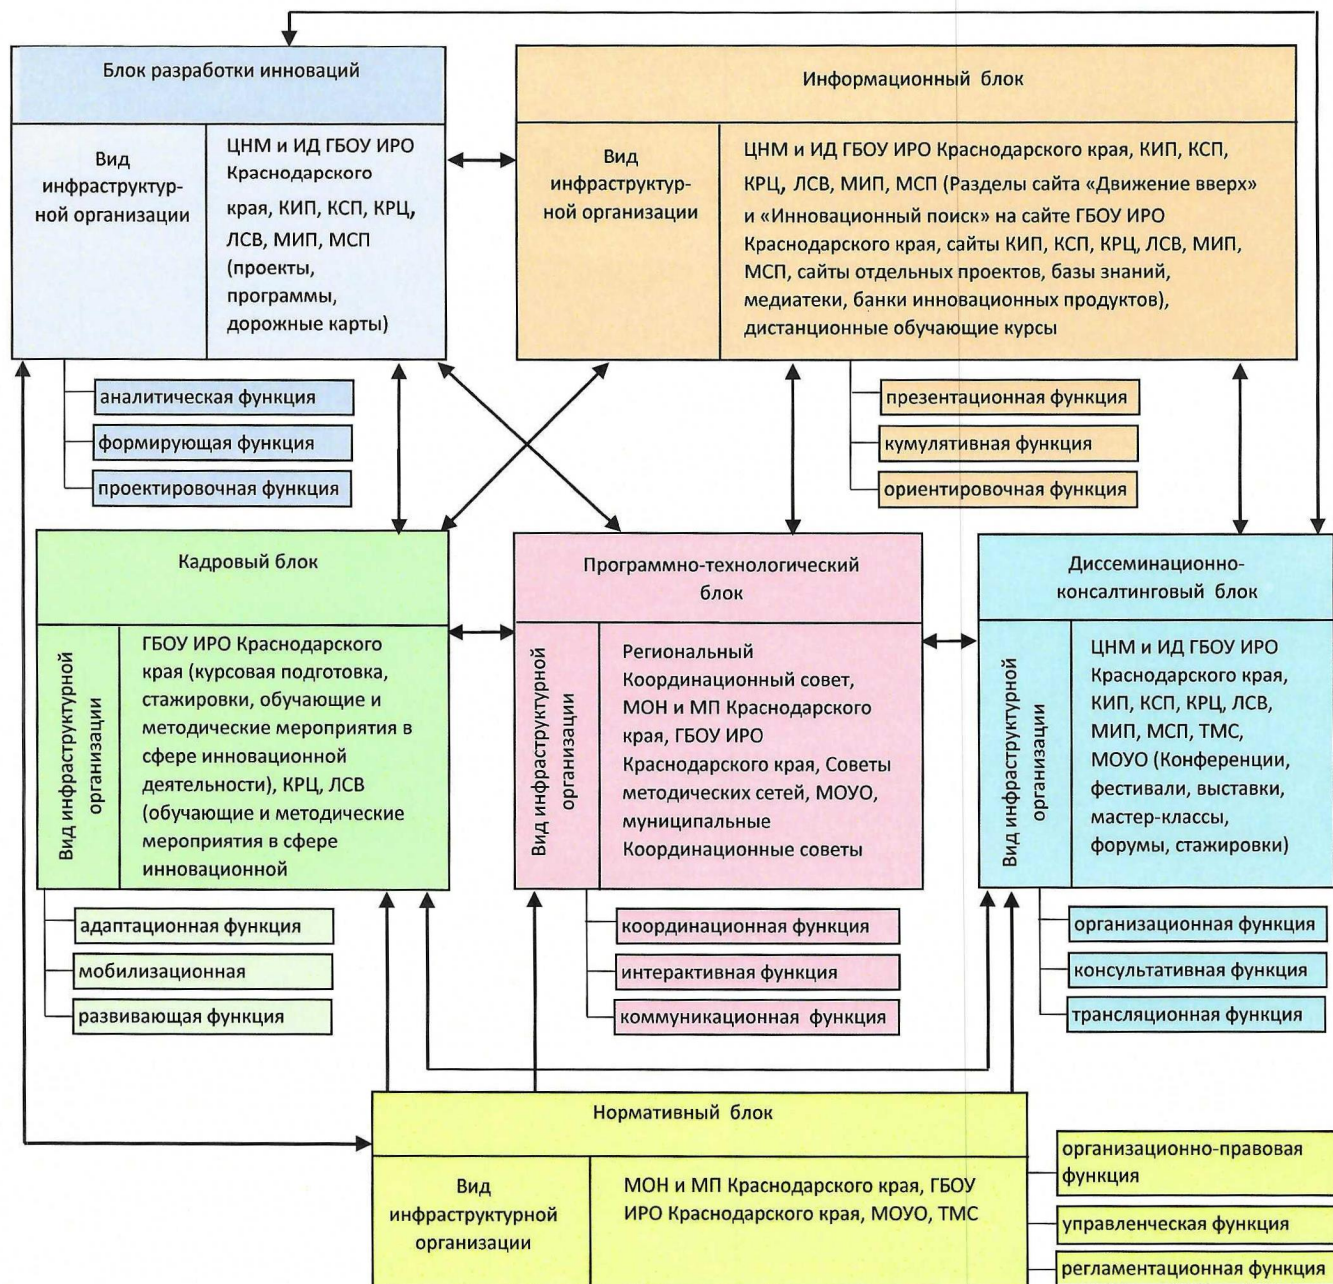 Блок разработки инноваций
Вид
инфраструктур-
ной организации
ЦНМ и ИД ГБОУ ИРО
Краснодарского
края, КИП, КСП, КРЦ,
ЛСВ, МИП, МСП
(проекты,
программы,
дорожные карты)
аналитическая функция
формирующая функция
проектировочная функция
Информационный блок
Вид
инфраструктур-
ной организации
ЦНМ и ИД ГБОУ ИРО Краснодарского края, КИП, КСП,
КРЦ, ЛСВ, МИП, МСП (Разделы сайта «Движение вверх»
и «Инновационный поиск» на сайте ГБОУ ИРО
Краснодарского края, сайты КИП, КСП, КРЦ, ЛСВ, МИП,
МСП, сайты отдельных проектов, базы знаний,
медиатеки, банки инновационных продуктов),
дистанционные обучающие курсы
презентационная функция
кумулятивная функция
ориентировочная функция
Кадровый блок
Вид инфраструктурной
организации
ГБОУ ИРО Краснодарского
края (курсовая подготовка,
стажировки, обучающие и
методические мероприятия в
сфере инновационной
деятельности), КРЦ, ЛСВ
(обучающие и методические
мероприятия в сфере
инновационной
адаптационная функция
мобилизационная
развивающая функция
Программно-технологический
блок
Вид инфраструктурной
организации
Региональный
Координационный совет,
МОН и МП Краснодарского
края, ГБОУ ИРО
Краснодарского края, Советы
методических сетей, МОУО,
муниципальные
Координационные советы
координационная функция
интерактивная функция
коммуникационная функция
Диссеминационно-
консалтинговый блок
Вид инфраструктурной
организации
ЦНМ и ИД ГБОУ ИРО
Краснодарского края,
КИП, КСП, КРЦ, ЛСВ,
МИП, МСП, ТМС,
МОУО (Конференции,
фестивали, выставки,
мастер-классы,
форумы, стажировки)
организационная функция
консультативная функция
трансляционная функция
Нормативный блок
Вид
инфраструктурной
организации
МОН и МП Краснодарского края, ГБОУ
ИРО Краснодарского края, МОУО, ТМС
организационно-правовая
функция
управленческая функция
регламентационная функция